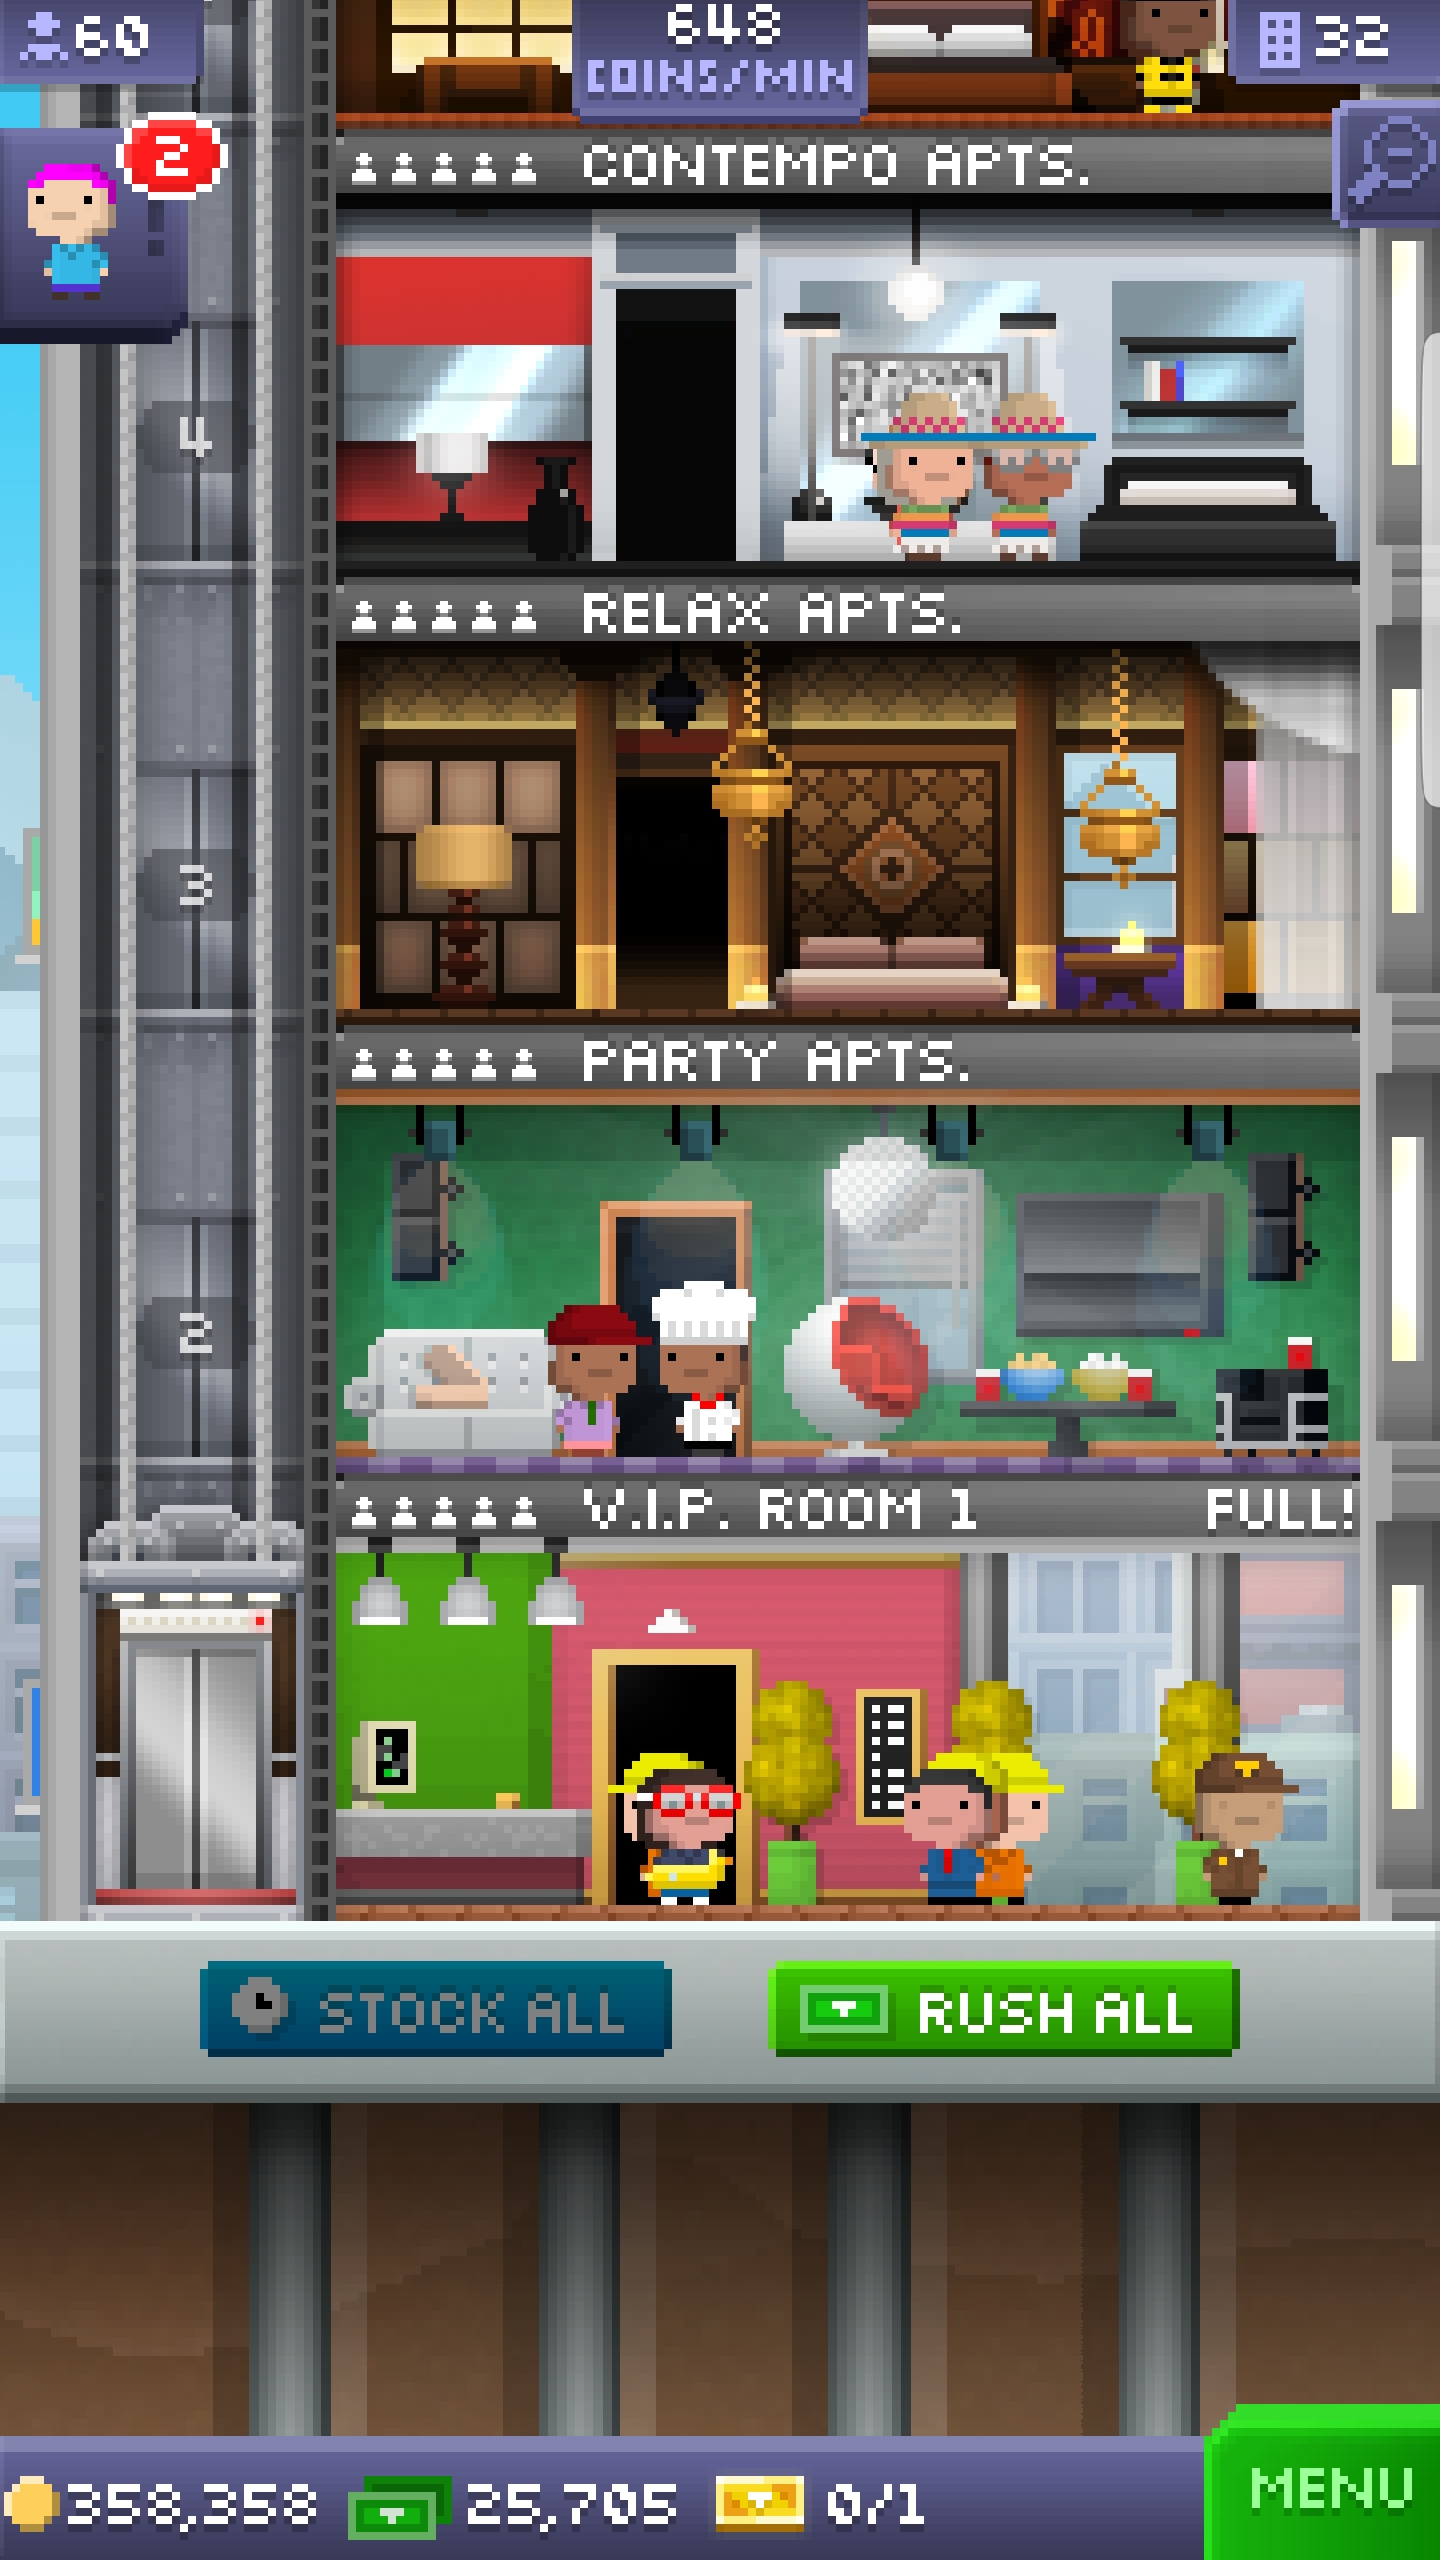 60
648
COINS/MIN
32
2
CONTEMPO APTS.
4
RELAX APTS.
3
PARTY APTS.
2
V.I.P. ROOM 1 FULL!
STOCK ALL
RUSH ALL
358,358 25,705 0/1
MENU